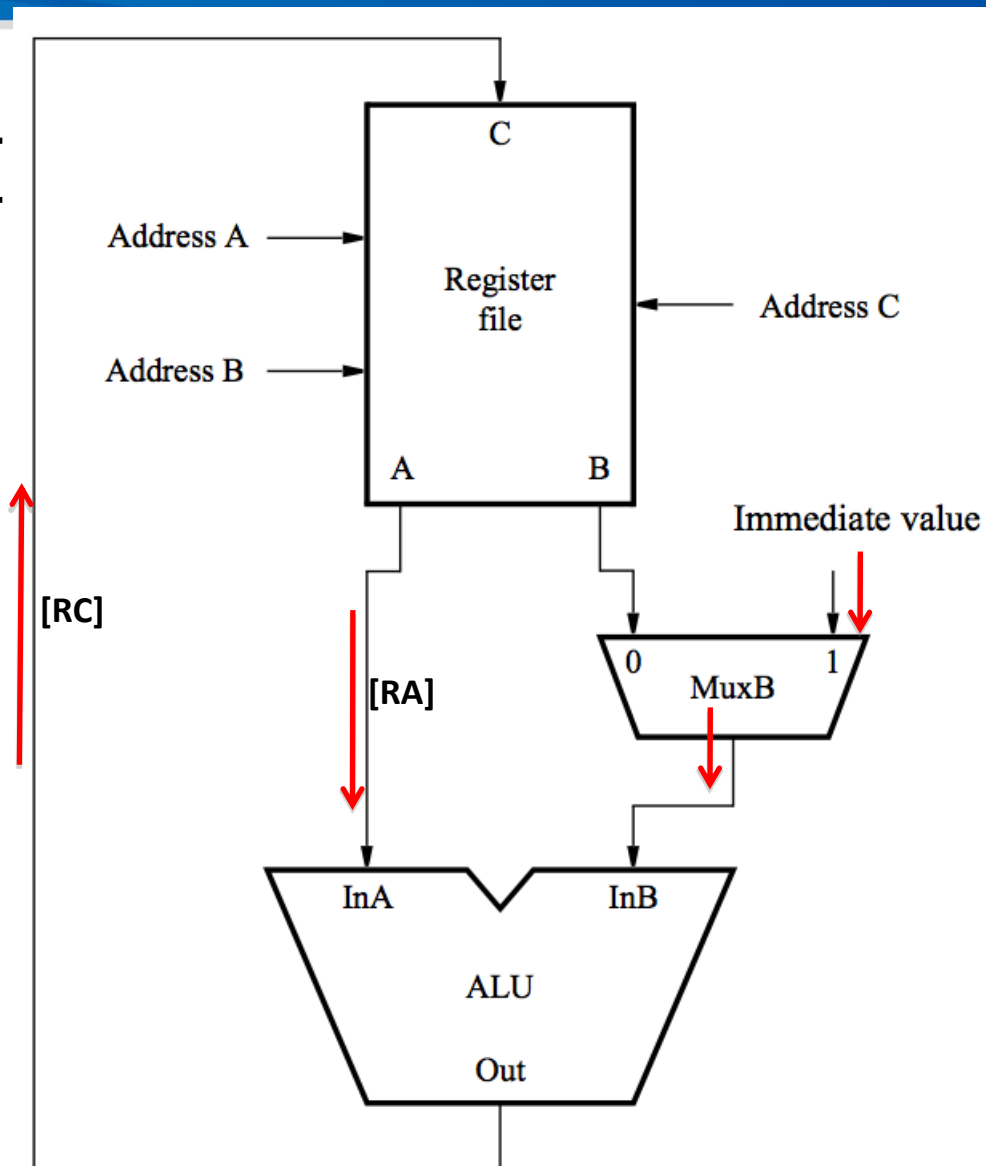 C
Address A
Register
file
Address C
Address B
A
B
Immediate value
[RC]
0
1
MuxB
[RA]
InA
InB
ALU
Out